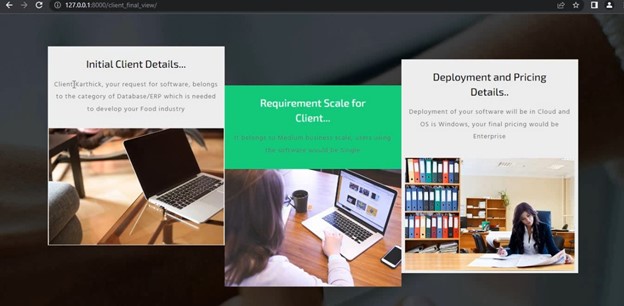 127.0.0.1:8000/client_final_view/
Initial Client Details...
Client Karthick, your request for software, belongs
to the category of Database/ERP which is needed
to develop your Food industry
Requirement Scale for
Client...
It belongs to Medium Business scale, users using
the software would be Single
Deployment and Pricing
Details..
Deployment of your software will be in Cloud and
OS is Windows, your final pricing would be
Enterprise